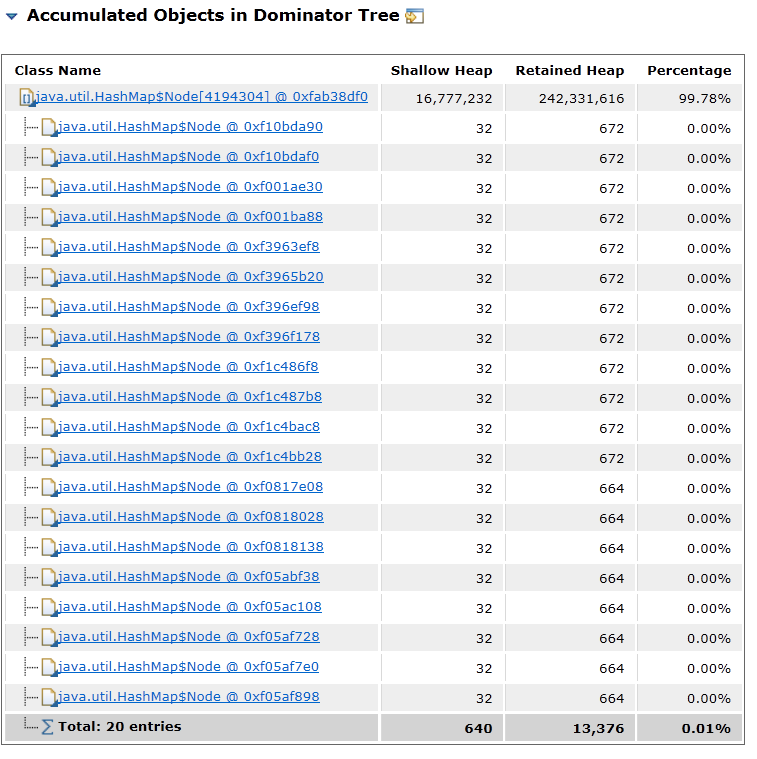 Accumulated Objects in Dominator Tree
Class Name Shallow Heap Retained Heap Percentage
java.util.HashMap$Node[4194304] @ 0xfab38df0 16,777,232 242,331,616 99.78%
java.util.HashMap$Node @ 0xf10bda90 32 672 0.00%
java.util.HashMap$Node @ 0xf10bdaf0 32 672 0.00%
java.util.HashMap$Node @ 0xf001ae30 32 672 0.00%
java.util.HashMap$Node @ 0xf001ba88 32 672 0.00%
java.util.HashMap$Node @ 0xf3963ef8 32 672 0.00%
java.util.HashMap$Node @ 0xf3965b20 32 672 0.00%
java.util.HashMap$Node @ 0xf396ef98 32 672 0.00%
java.util.HashMap$Node @ 0xf396f178 32 672 0.00%
java.util.HashMap$Node @ 0xf1c486f8 32 672 0.00%
java.util.HashMap$Node @ 0xf1c487b8 32 672 0.00%
java.util.HashMap$Node @ 0xf1c4bac8 32 672 0.00%
java.util.HashMap$Node @ 0xf1c4bb28 32 672 0.00%
java.util.HashMap$Node @ 0xf0817e08 32 664 0.00%
java.util.HashMap$Node @ 0xf0818028 32 664 0.00%
java.util.HashMap$Node @ 0xf0818138 32 664 0.00%
java.util.HashMap$Node @ 0xf05abf38 32 664 0.00%
java.util.HashMap$Node @ 0xf05ac108 32 664 0.00%
java.util.HashMap$Node @ 0xf05af728 32 664 0.00%
java.util.HashMap$Node @ 0xf05af7e0 32 664 0.00%
java.util.HashMap$Node @ 0xf05af898 32 664 0.00%
Σ Total: 20 entries 640 13,376 0.01%